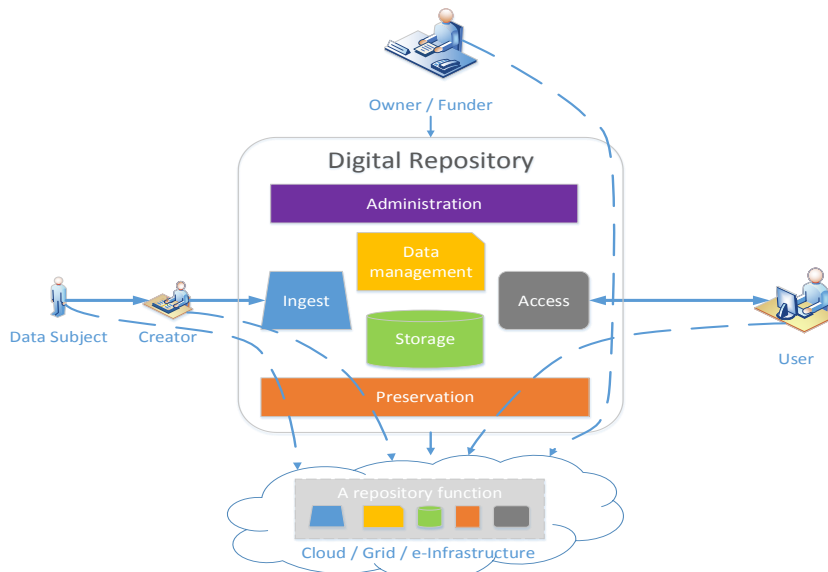 Owner / Funder
Digital Repository
Administration
Data
management
Ingest
Access
Storage
Data Subject
Creator
User
Preservation
A repository function
Cloud / Grid / e-Infrastructure